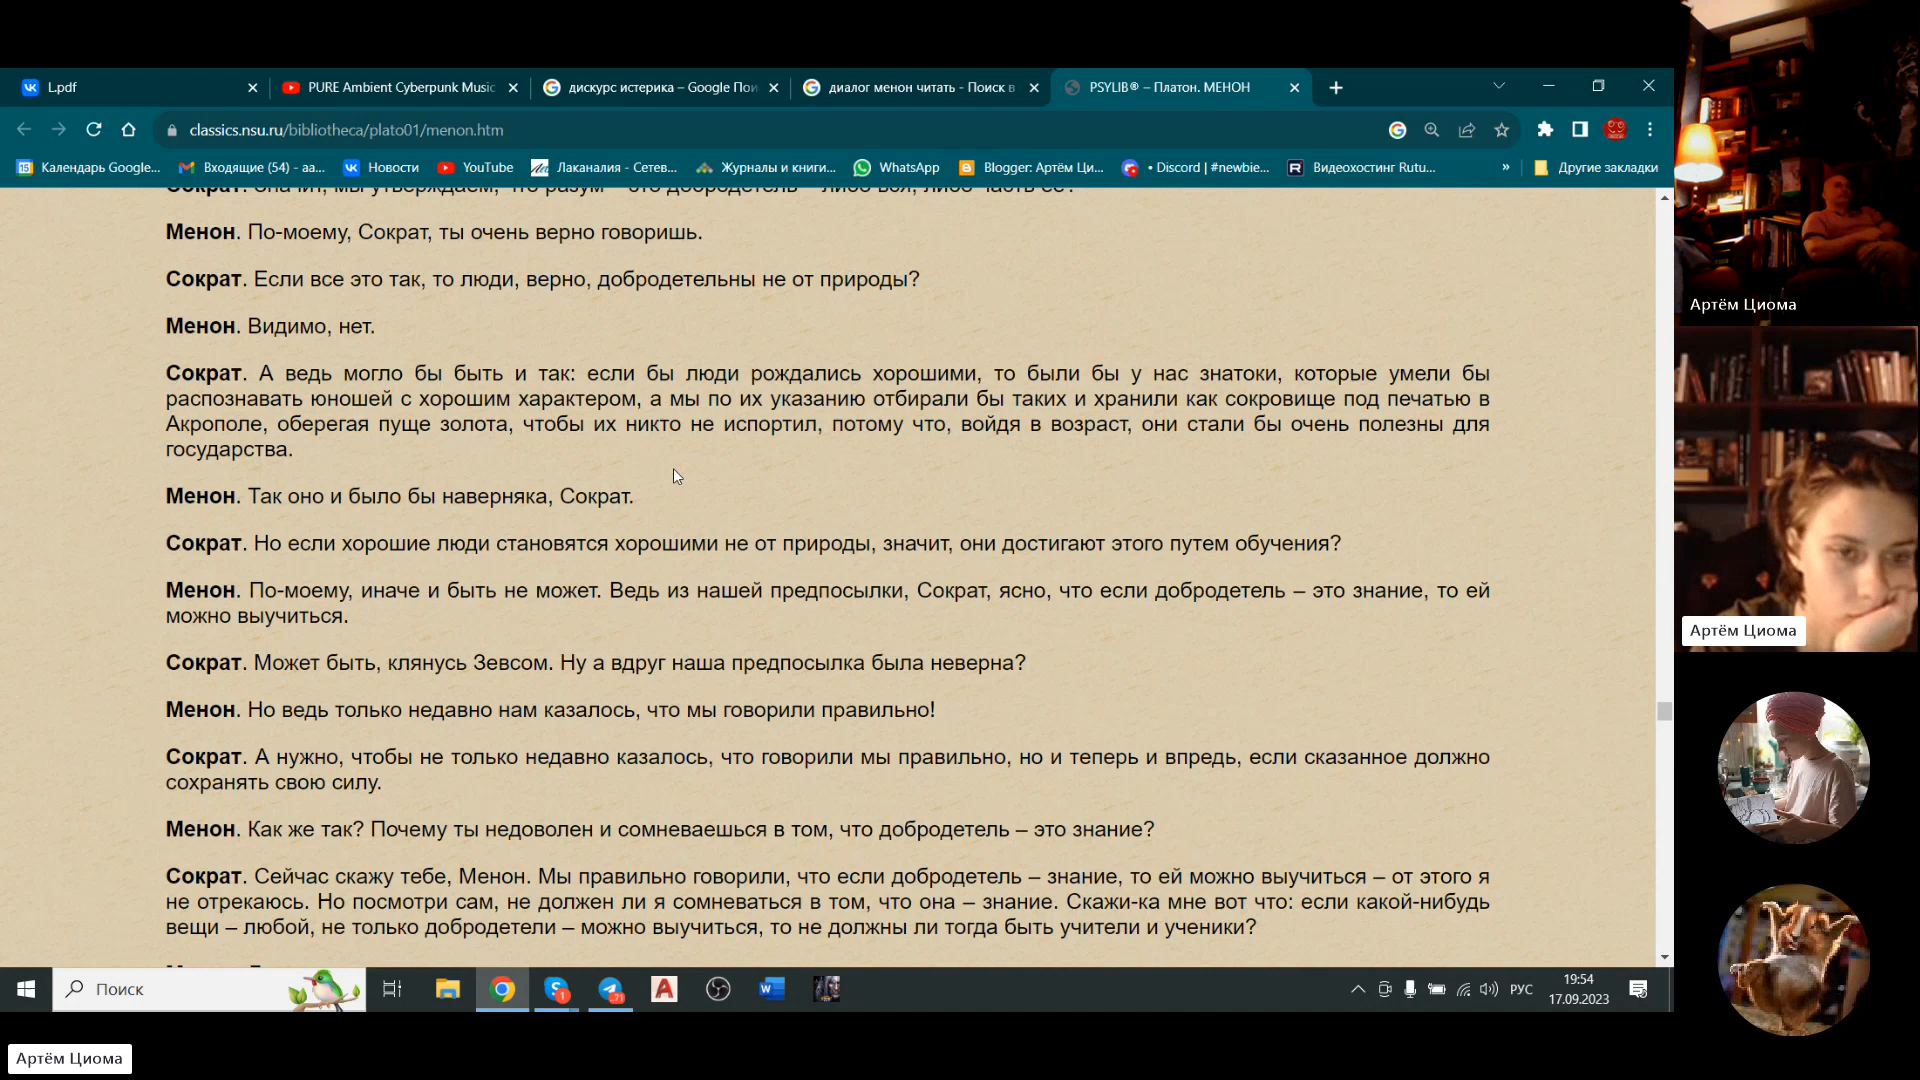 L.pdf
PURE Ambient Cyberpunk Music
дискурс истерика – Google Пои
диалог менон читать - Поиск в
PSYLIB® – Платон. МЕНОН
classics.nsu.ru/bibliotheca/plato01/menon.htm
Календарь Google...
Входящие (54) - aa...
Новости
YouTube
Лаканалия - Сетев...
Журналы и книги...
WhatsApp
Blogger: Артём Ци...
• Discord | #newbie...
Видеохостинг Rutu...
»
Другие закладки
Сократ. Значит, мы утверждаем, что разум – это добродетель – либо вся, либо часть ее?
Менон. По-моему, Сократ, ты очень верно говоришь.
Сократ. Если все это так, то люди, верно, добродетельны не от природы?
Менон. Видимо, нет.
Сократ. А ведь могло бы быть и так: если бы люди рождались хорошими, то были бы у нас знатоки, которые умели бы
распознавать юношей с хорошим характером, а мы по их указанию отбирали бы таких и хранили как сокровище под печатью в
Акрополе, оберегая пуще золота, чтобы их никто не испортил, потому что, войдя в возраст, они стали бы очень полезны для
государства.
Менон. Так оно и было бы наверняка, Сократ.
Сократ. Но если хорошие люди становятся хорошими не от природы, значит, они достигают этого путем обучения?
Менон. По-моему, иначе и быть не может. Ведь из нашей предпосылки, Сократ, ясно, что если добродетель – это знание, то ей
можно выучиться.
Сократ. Может быть, клянусь Зевсом. Ну а вдруг наша предпосылка была неверна?
Менон. Но ведь только недавно нам казалось, что мы говорили правильно!
Сократ. А нужно, чтобы не только недавно казалось, что говорили мы правильно, но и теперь и впредь, если сказанное должно
сохранять свою силу.
Менон. Как же так? Почему ты недоволен и сомневаешься в том, что добродетель – это знание?
Сократ. Сейчас скажу тебе, Менон. Мы правильно говорили, что если добродетель – знание, то ей можно выучиться – от этого я
не отрекаюсь. Но посмотри сам, не должен ли я сомневаться в том, что она – знание. Скажи-ка мне вот что: если какой-нибудь
вещи – любой, не только добродетели – можно выучиться, то не должны ли тогда быть учители и ученики?
Поиск
РУС
19:54
17.09.2023
Артём Циома
Артём Циома
Артём Циома